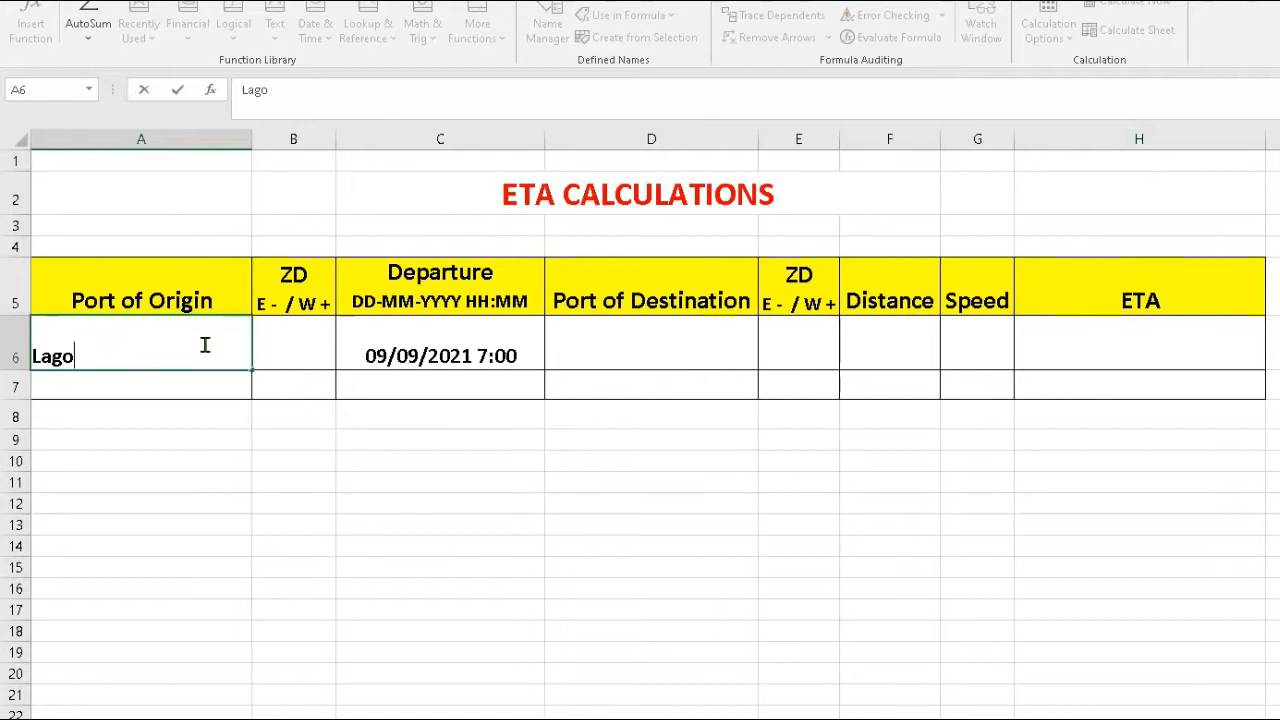 fx
Insert Function
Σ
AutoSum
Recently Used
Financial
Logical
Text
Date & Time
Lookup & Reference
Math & Trig
More Functions
Function Library
Name Manager
Use in Formula
Create from Selection
Defined Names
Trace Dependents
Remove Arrows
Error Checking
Evaluate Formula
Formula Auditing
Watch Window
Calculation Options
Calculate Now
Calculate Sheet
Calculation
A6
fx
Lago
A B C D E F G H
1
2 ETA CALCULATIONS
3
4
ZD Departure ZD
5 Port of Origin E - / W + DD-MM-YYYY HH:MM Port of Destination E - / W + Distance Speed ETA
6 Lago 09/09/2021 7:00
7
8
9
10
11
12
13
14
15
16
17
18
19
20
21
22